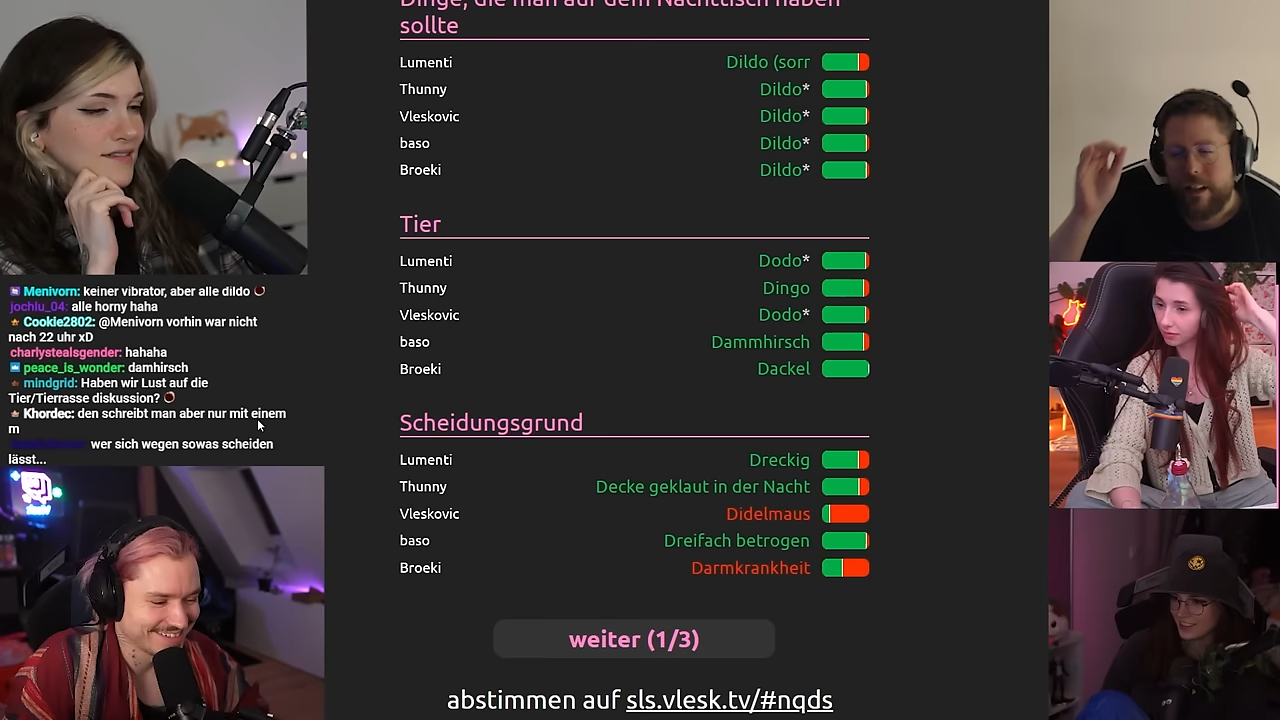 Dinge, die man auf dem Nachttisch haben
sollte
Lumenti Dildo (sorr
Thunny Dildo*
Vleskovic Dildo*
baso Dildo*
Broeki Dildo*
Tier
Lumenti Dodo*
Thunny Dingo
Vleskovic Dodo*
baso Dammhirsch
Broeki Dackel
Scheidungsgrund
Lumenti Dreckig
Thunny Decke geklaut in der Nacht
Vleskovic Didelmaus
baso Dreifach betrogen
Broeki Darmkrankheit
weiter (1/3)
abstimmen auf sls.vlesk.tv/#nqds
Menivorn: keiner vibrator, aber alle dildo
jochlu_04: alle horny haha
Cookie2802: @Menivorn vorhin war nicht
nach 22 uhr xD
charlystealsgender: hahaha
peace_is_wonder: damhirsch
mindgrid: Haben wir Lust auf die
Tier/Tierrasse diskussion?
Khordec: den schreibt man aber nur mit einem
m
wer sich wegen sowas scheiden
lässt...